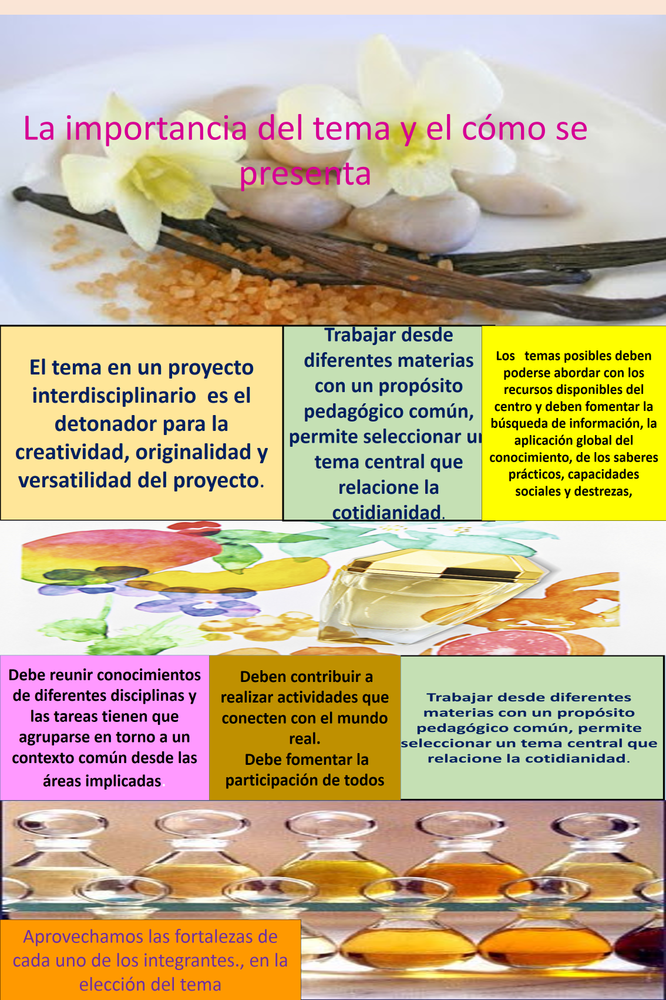 La importancia del tema y el cómo se
presenta
El tema en un proyecto
interdisciplinario es el
detonador para la
creatividad, originalidad y
versatilidad del proyecto.
Trabajar desde
diferentes materias
con un propósito
pedagógico común,
permite seleccionar un
tema central que
relacione la
cotidianidad.
Los temas posibles deben
poderse abordar con los
recursos disponibles del
centro y deben fomentar la
búsqueda de información, la
aplicación global del
conocimiento, de los saberes
prácticos, capacidades
sociales y destrezas,
Debe reunir conocimientos
de diferentes disciplinas y
las tareas tienen que
agruparse en torno a un
contexto común desde las
áreas implicadas.
Deben contribuir a
realizar actividades que
conecten con el mundo
real.
Debe fomentar la
participación de todos
Trabajar desde diferentes
materias con un propósito
pedagógico común, permite
seleccionar un tema central que
relacione la cotidianidad.
Aprovechamos las fortalezas de
cada uno de los integrantes., en la
elección del tema